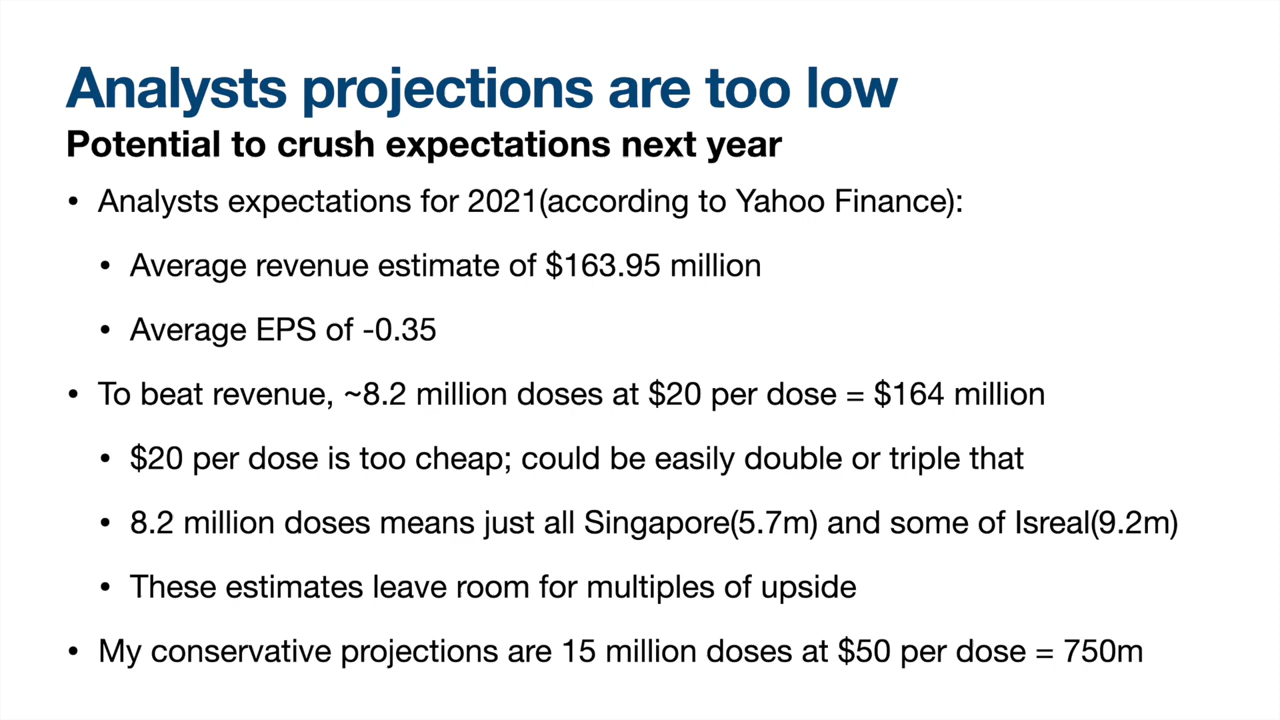 Analysts projections are too low
Potential to crush expectations next year
• Analysts expectations for 2021(according to Yahoo Finance):
• Average revenue estimate of $163.95 million
• Average EPS of -0.35
• To beat revenue, ~8.2 million doses at $20 per dose = $164 million
• $20 per dose is too cheap; could be easily double or triple that
• 8.2 million doses means just all Singapore(5.7m) and some of Isreal(9.2m)
• These estimates leave room for multiples of upside
• My conservative projections are 15 million doses at $50 per dose = 750m